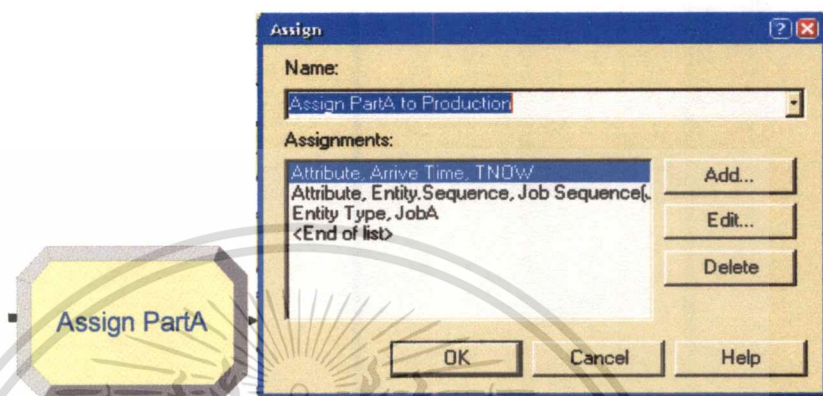 Assign
Name:
Assign PartA to Production
Assignments:
Attribute, Arrive Time, TNOW
Attribute, Entity.Sequence, Job Sequence(
Entity Type, JobA
<End of list>
Add...
Edit...
Delete
OK
Cancel
Help
Assign PartA